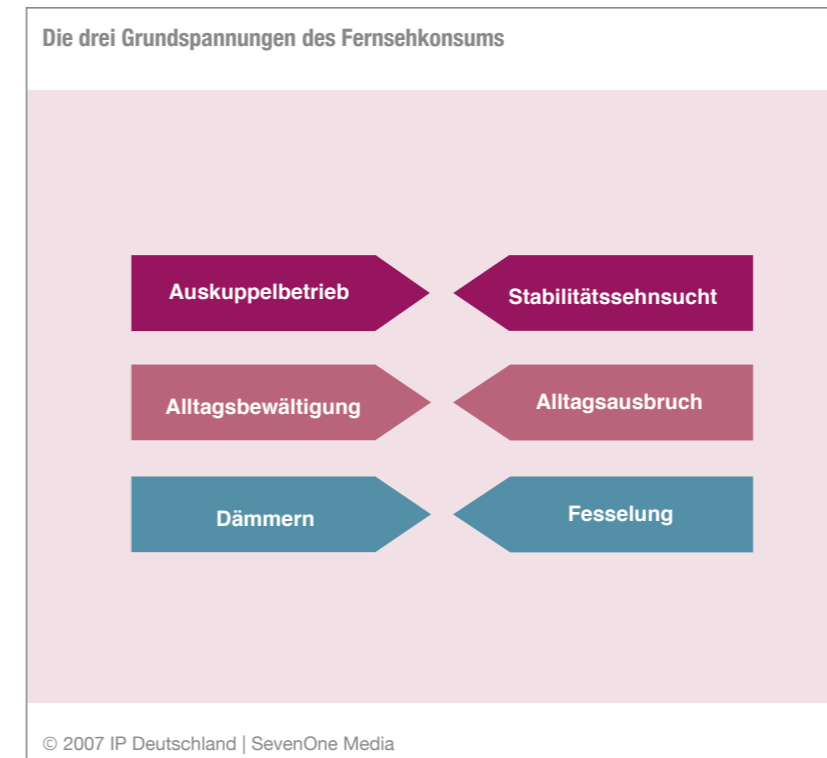 Die drei Grundspannungen des Fernsehkonsums
Auskuppelbetrieb
Stabilitätssehnsucht
Alltagsbewältigung
Alltagsausbruch
Dämmern
Fesselung
© 2007 IP Deutschland | SevenOne Media